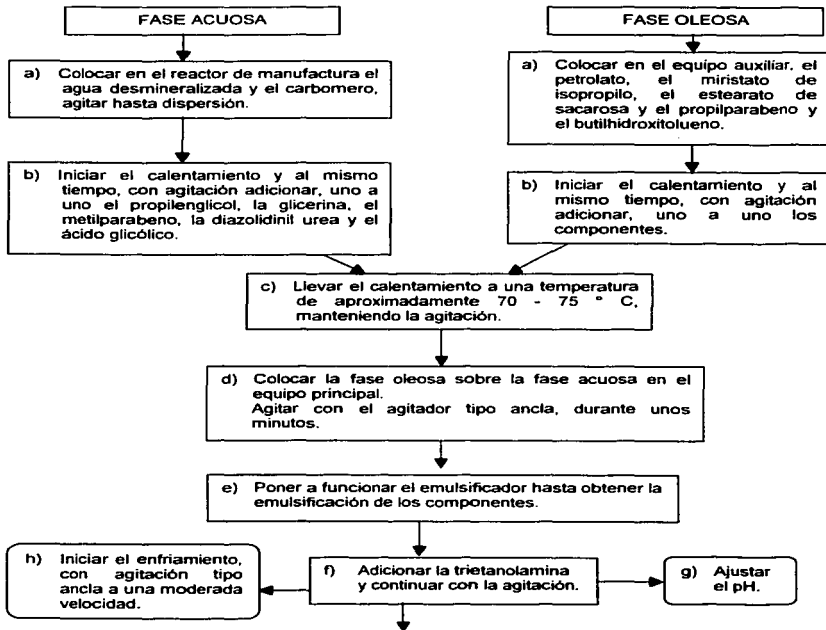 FASE ACUOSA
a) Colocar en el reactor de manufactura el
agua desmineralizada y el carbomero,
agitar hasta dispersión.
b) Iniciar el calentamiento y al mismo
tiempo, con agitación adicionar, uno a
uno el propilenglicol, la glicerina, el
metilparabeno, la diazolidinil urea y el
ácido glicólico.
FASE OLEOSA
a) Colocar en el equipo auxiliar, el
petrolato, el miristato de
isopropilo, el estearato de
sacarosa y el propilparabeno y
el butilhidroxitolueno.
b) Iniciar el calentamiento y al
mismo tiempo, con agitación
adicionar, uno a uno los
componentes.
c) Llevar el calentamiento a una temperatura
de aproximadamente 70 - 75 ° C,
manteniendo la agitación.
d) Colocar la fase oleosa sobre la fase acuosa en el
equipo principal.
Agitar con el agitador tipo ancla, durante unos
minutos.
e) Poner a funcionar el emulsificador hasta obtener la
emulsificación de los componentes.
f) Adicionar la trietanolamina
y continuar con la agitación.
g) Ajustar
el pH.
h) Iniciar el enfriamiento,
con agitación tipo
ancla a una moderada
velocidad.